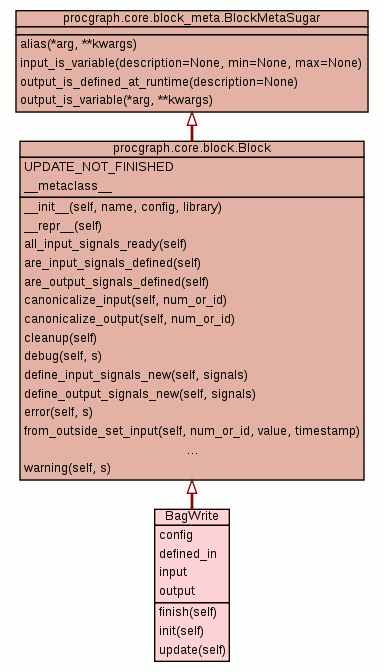 procgraph.core.block_meta.BlockMetaSugar
alias(*arg, **kwargs)
input_is_variable(description=None, min=None, max=None)
output_is_defined_at_runtime(description=None)
output_is_variable(*arg, **kwargs)
procgraph.core.block.Block
UPDATE_NOT_FINISHED
__metaclass__
__init__(self, name, config, library)
__repr__(self)
all_input_signals_ready(self)
are_input_signals_defined(self)
are_output_signals_defined(self)
canonicalize_input(self, num_or_id)
canonicalize_output(self, num_or_id)
cleanup(self)
debug(self, s)
define_input_signals_new(self, signals)
define_output_signals_new(self, signals)
error(self, s)
from_outside_set_input(self, num_or_id, value, timestamp)
...
warning(self, s)
BagWrite
config
defined_in
input
output
finish(self)
init(self)
update(self)